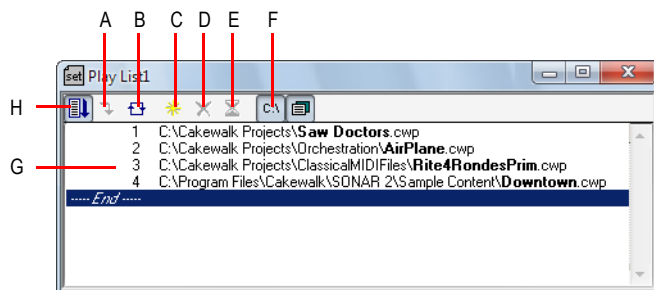 A B C D E F
set Play List1
H
C:\
1 C:\Cakewalk Projects\Saw Doctors.cwp
2 C:\Cakewalk Projects\Orchestration\AirPlane.cwp
G 3 C:\Cakewalk Projects\ClassicalMIDIFiles\Rite4RondesPrim.cwp
4 C:\Program Files\Cakewalk\SONAR 2\Sample Content\Downtown.cwp
----- End -----